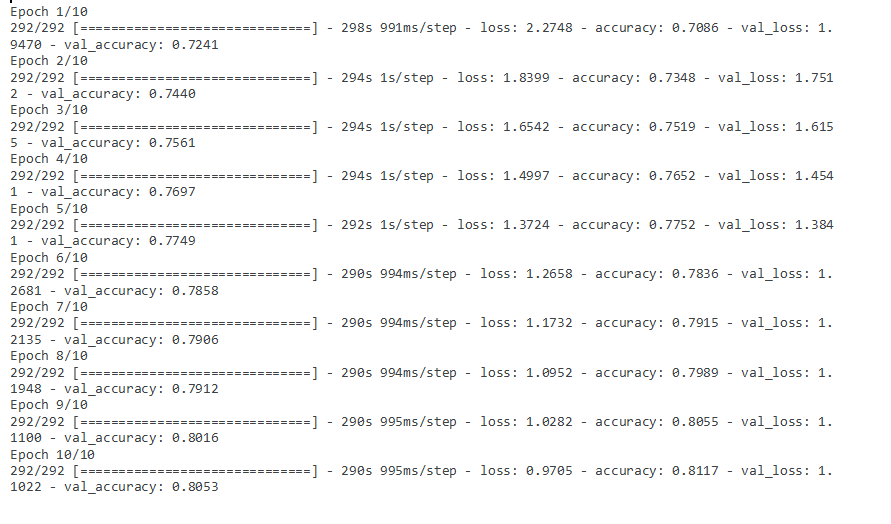 Epoch 1/10
292/292 [==============================] - 298s 991ms/step - loss: 2.2748 - accuracy: 0.7086 - val_loss: 1.
9470 - val_accuracy: 0.7241
Epoch 2/10
292/292 [==============================] - 294s 1s/step - loss: 1.8399 - accuracy: 0.7348 - val_loss: 1.751
2 - val_accuracy: 0.7440
Epoch 3/10
292/292 [==============================] - 294s 1s/step - loss: 1.6542 - accuracy: 0.7519 - val_loss: 1.615
5 - val_accuracy: 0.7561
Epoch 4/10
292/292 [==============================] - 294s 1s/step - loss: 1.4997 - accuracy: 0.7652 - val_loss: 1.454
1 - val_accuracy: 0.7697
Epoch 5/10
292/292 [==============================] - 292s 1s/step - loss: 1.3724 - accuracy: 0.7752 - val_loss: 1.384
1 - val_accuracy: 0.7749
Epoch 6/10
292/292 [==============================] - 290s 994ms/step - loss: 1.2658 - accuracy: 0.7836 - val_loss: 1.
2681 - val_accuracy: 0.7858
Epoch 7/10
292/292 [==============================] - 290s 994ms/step - loss: 1.1732 - accuracy: 0.7915 - val_loss: 1.
2135 - val_accuracy: 0.7906
Epoch 8/10
292/292 [==============================] - 290s 994ms/step - loss: 1.0952 - accuracy: 0.7989 - val_loss: 1.
1948 - val_accuracy: 0.7912
Epoch 9/10
292/292 [==============================] - 290s 995ms/step - loss: 1.0282 - accuracy: 0.8055 - val_loss: 1.
1100 - val_accuracy: 0.8016
Epoch 10/10
292/292 [==============================] - 290s 995ms/step - loss: 0.9705 - accuracy: 0.8117 - val_loss: 1.
1022 - val_accuracy: 0.8053